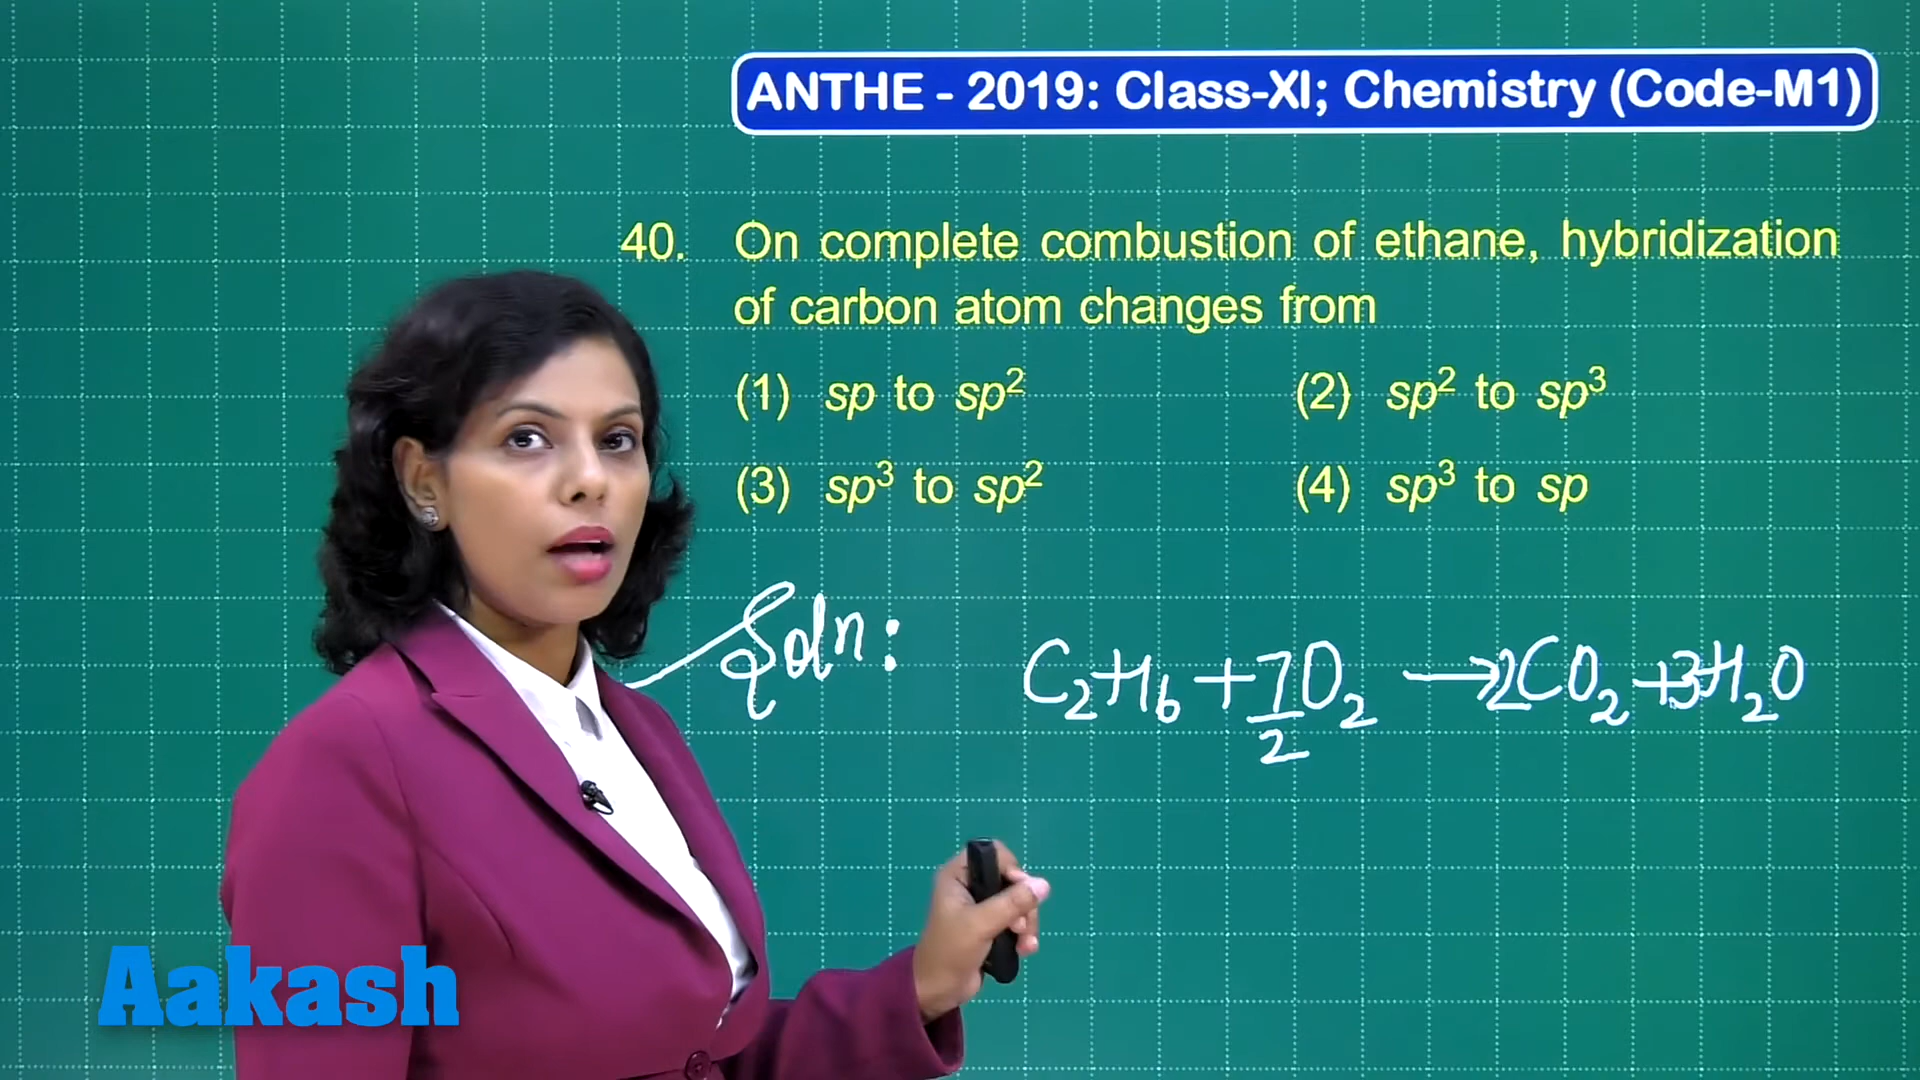 ANTHE - 2019: Class-XI; Chemistry (Code-M1)
40. On complete combustion of ethane, hybridization
of carbon atom changes from
(1) sp to sp² (2) sp² to sp³
(3) sp³ to sp² (4) sp³ to sp
Soln: C₂H₆ + 7/2 O₂ → 2CO₂ + 3H₂O
Aakash